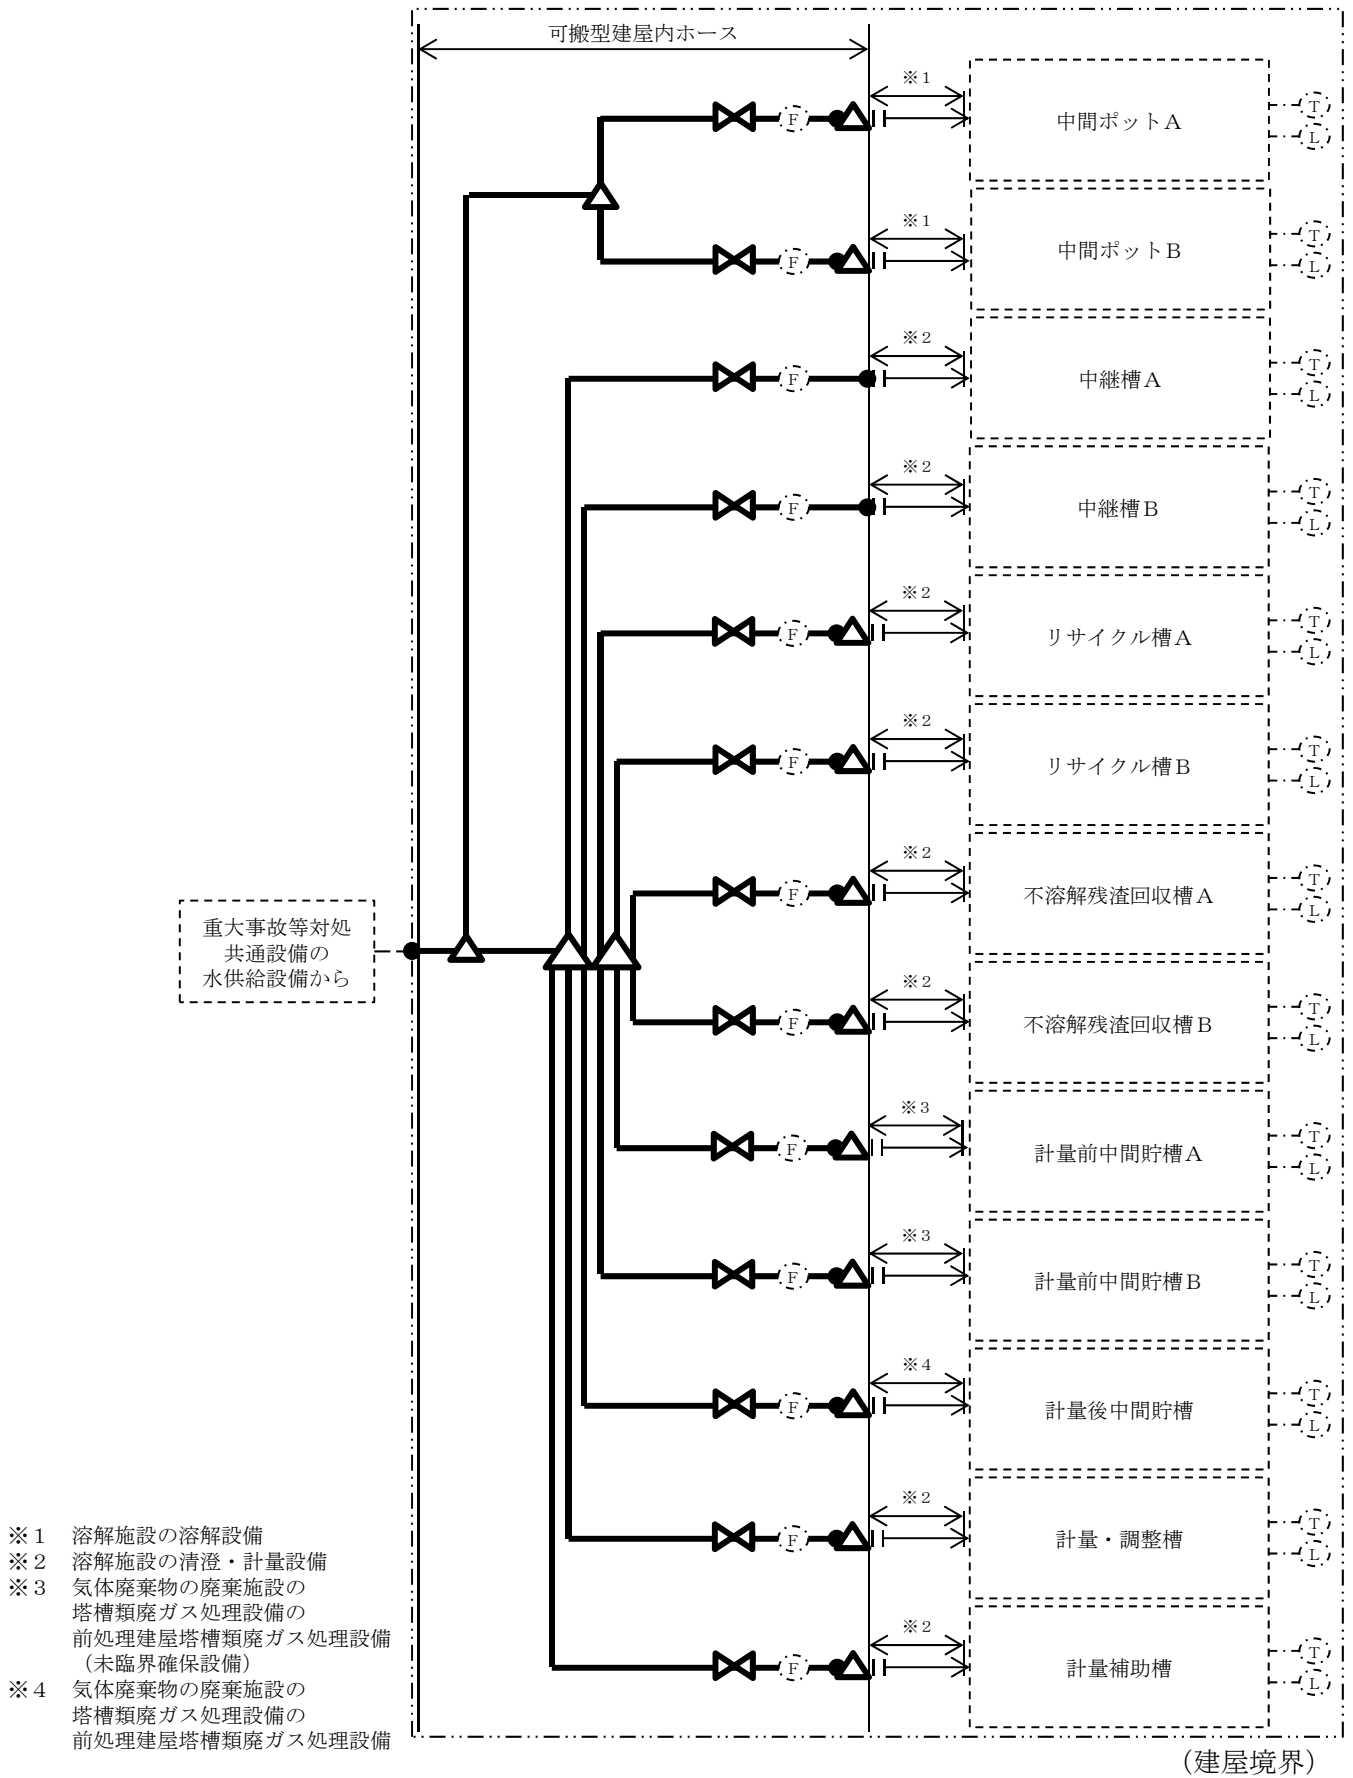 可搬型建屋内ホース
※１
F
中間ポットＡ
T
L
※１
F
中間ポットＢ
T
L
※２
F
中継槽Ａ
T
L
※２
F
中継槽Ｂ
T
L
※２
F
リサイクル槽Ａ
T
L
※２
F
リサイクル槽Ｂ
T
L
※２
F
不溶解残渣回収槽Ａ
T
L
重大事故等対処
共通設備の
水供給設備から
※２
F
不溶解残渣回収槽Ｂ
T
L
※３
F
計量前中間貯槽Ａ
T
L
※３
F
計量前中間貯槽Ｂ
T
L
※４
F
計量後中間貯槽
T
L
※２
F
計量・調整槽
T
L
※２
F
計量補助槽
T
L
※１ 溶解施設の溶解設備
※２ 溶解施設の清澄・計量設備
※３ 気体廃棄物の廃棄施設の
塔槽類廃ガス処理設備の
前処理建屋塔槽類廃ガス処理設備
（未臨界確保設備）
※４ 気体廃棄物の廃棄施設の
塔槽類廃ガス処理設備の
前処理建屋塔槽類廃ガス処理設備
（建屋境界）